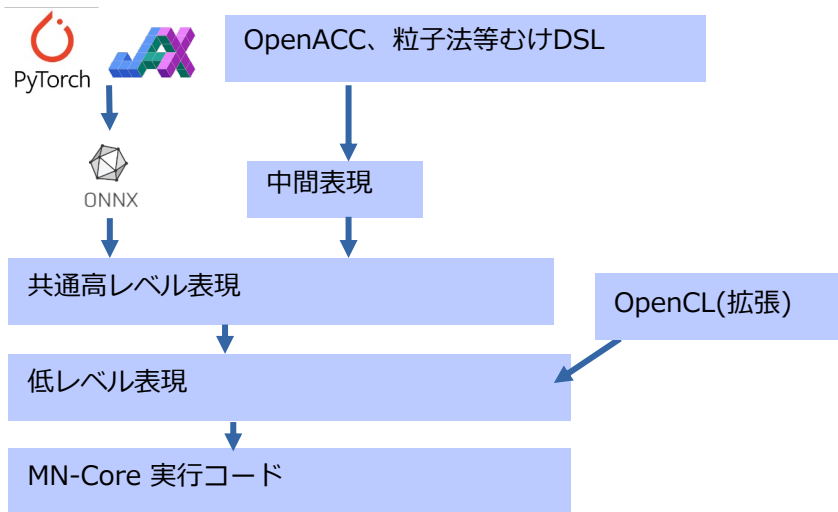 PyTorch
JAX
OpenACC、粒子法等むけDSL
ONNX
中間表現
共通高レベル表現
OpenCL(拡張)
低レベル表現
MN-Core 実行コード